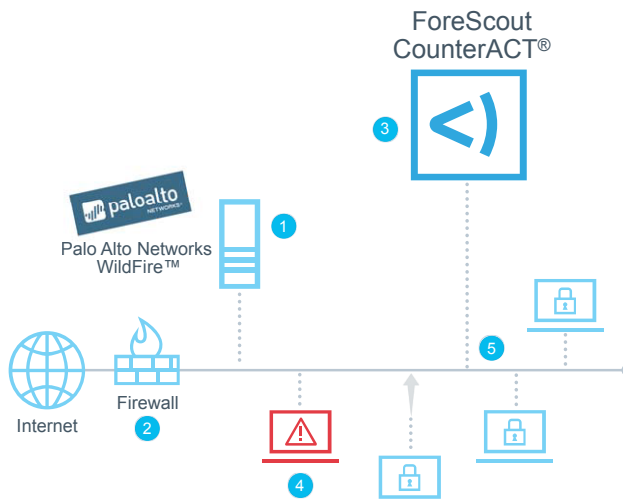 ForeScout
CounterACT®
3
paloalto
NETWORKS®
1
Palo Alto Networks
WildFire™
5
Internet
Firewall
2
4